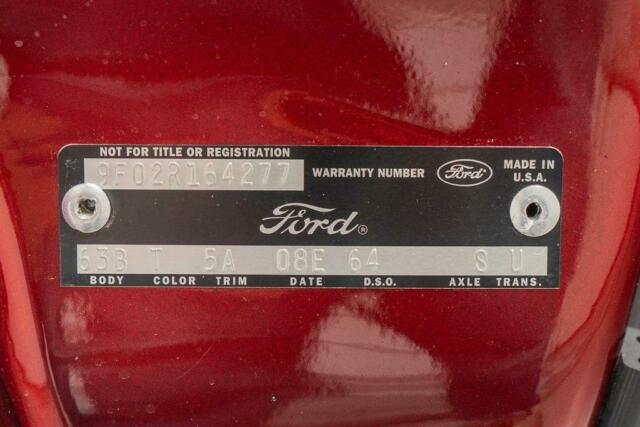 NOT FOR TITLE OR REGISTRATION
9F02R164277 WARRANTY NUMBER Ford MADE IN U.S.A.
Ford®
63B T 5A 08E 64 S U
BODY COLOR TRIM DATE D.S.O. AXLE TRANS.